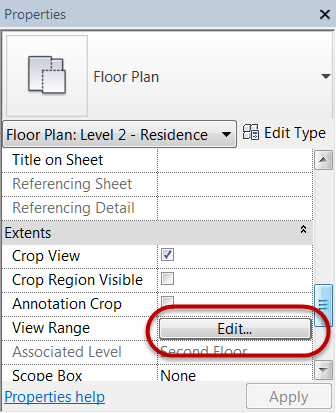 Properties
Floor Plan
Floor Plan: Level 2 - Residence
Edit Type
Title on Sheet
Referencing Sheet
Referencing Detail
Extents
Crop View
Crop Region Visible
Annotation Crop
View Range Edit...
Associated Level Second Floor
Scope Box None
Properties help Apply